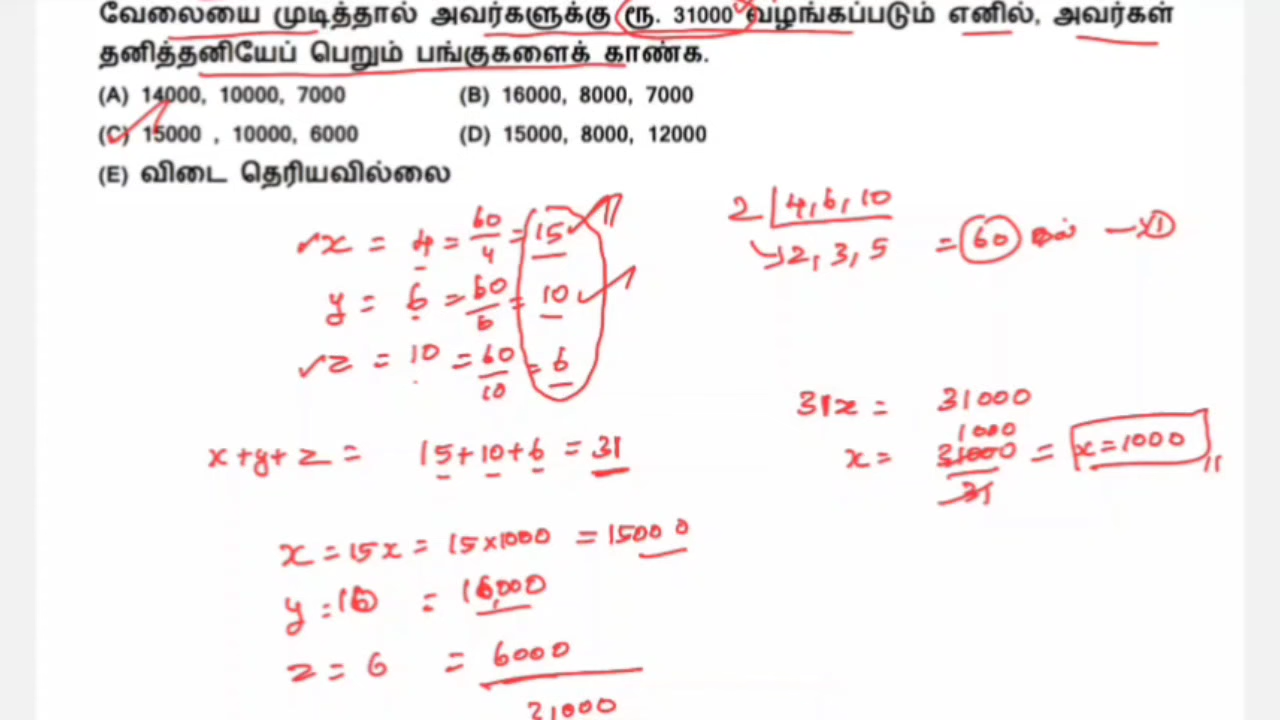 வேலையை முடித்தால் அவர்களுக்கு ரூ. 31000 வழங்கப்படும் எனில், அவர்கள்
தனித்தனியேப் பெறும் பங்குகளைக் காண்க.
(A) 14000, 10000, 7000 (B) 16000, 8000, 7000
(C) 15000 , 10000, 6000 (D) 15000, 8000, 12000
(E) விடை தெரியவில்லை
x = 4 = 60/4 = 15
2 | 4, 6, 10
2, 3, 5 = 60
y = 6 = 60/6 = 10
z = 10 = 60/10 = 6
31x = 31000
x + y + z = 15 + 10 + 6 = 31
x = 31000/31 = x = 1000
1000
x = 15x = 15 x 1000 = 15000
y = 10 = 10,000
z = 6 = 6000
31000